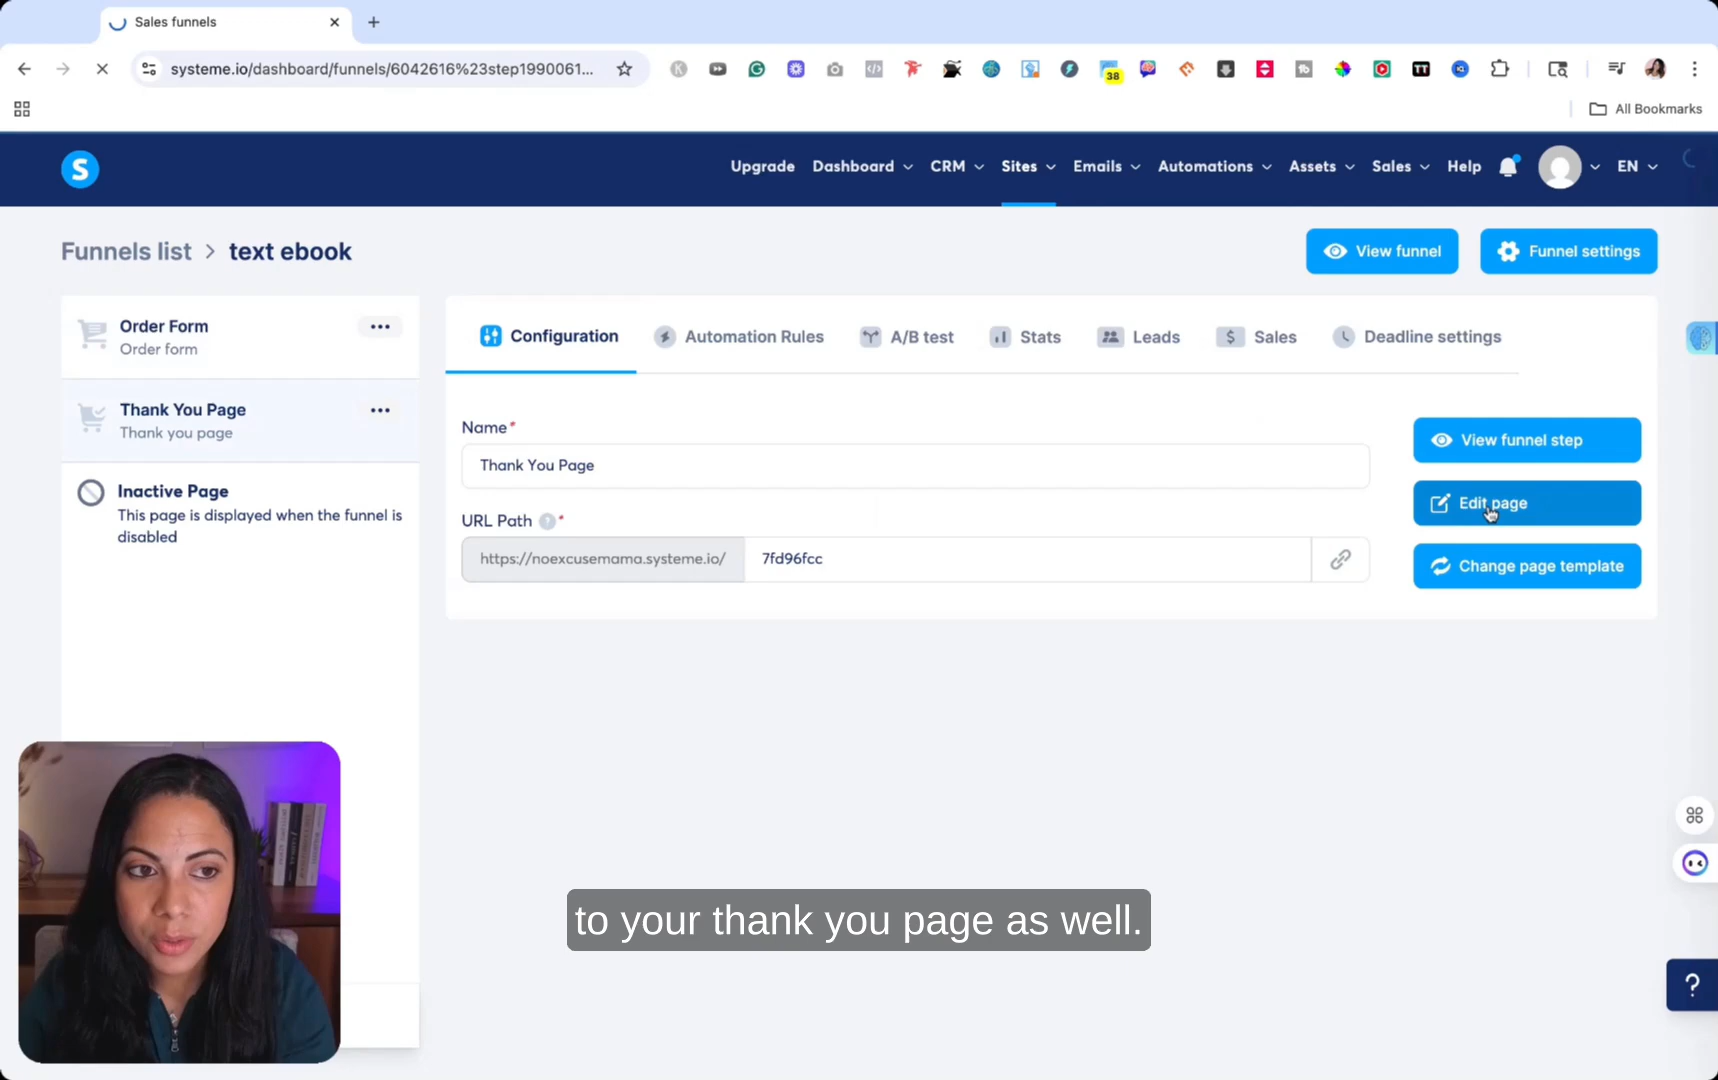 Sales funnels
systeme.io/dashboard/funnels/6042616%23step1990061...
38
TT
All Bookmarks
S
Upgrade Dashboard CRM Sites Emails Automations Assets Sales Help EN
Funnels list > text ebook
View funnel
Funnel settings
Order Form
Order form
Thank You Page
Thank you page
Inactive Page
This page is displayed when the funnel is
disabled
Configuration Automation Rules A/B test Stats Leads $ Sales Deadline settings
Name*
Thank You Page
URL Path ? *
https://noexcusemama.systeme.io/ 7fd96fcc
View funnel step
Edit page
Change page template
to your thank you page as well.
?